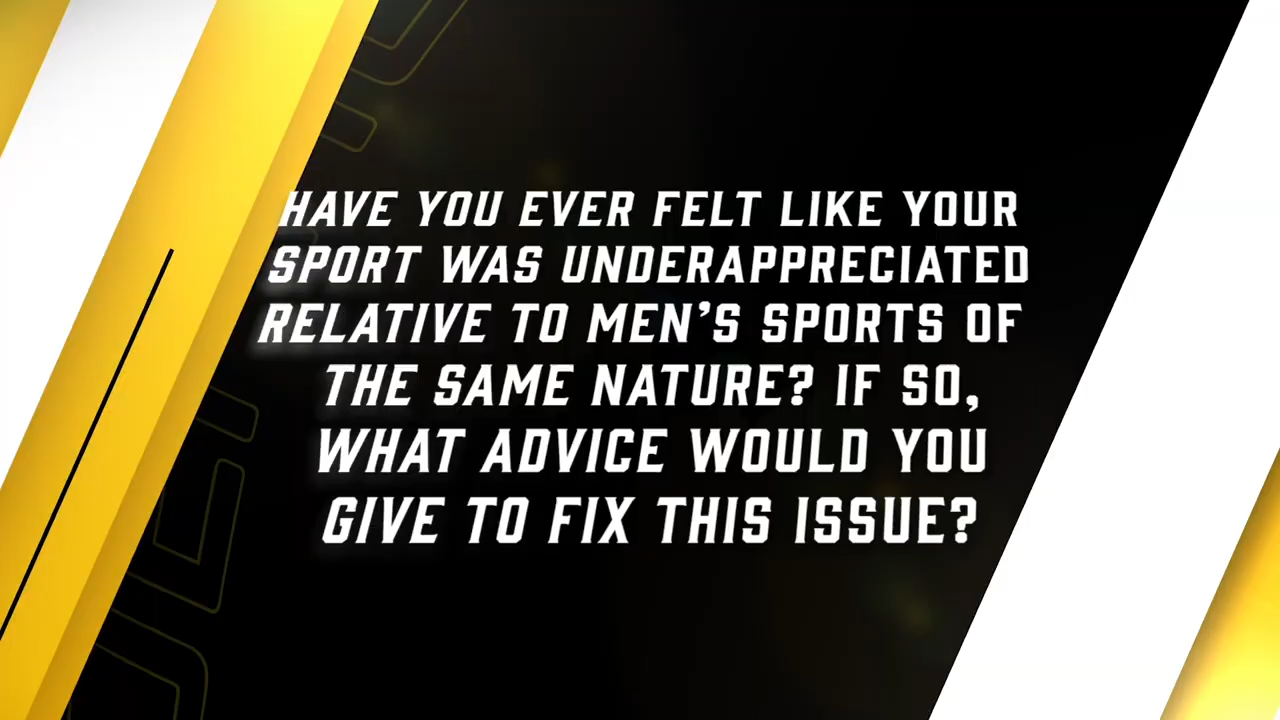 HAVE YOU EVER FELT LIKE YOUR
SPORT WAS UNDERAPPRECIATED
RELATIVE TO MEN'S SPORTS OF
THE SAME NATURE? IF SO,
WHAT ADVICE WOULD YOU
GIVE TO FIX THIS ISSUE?